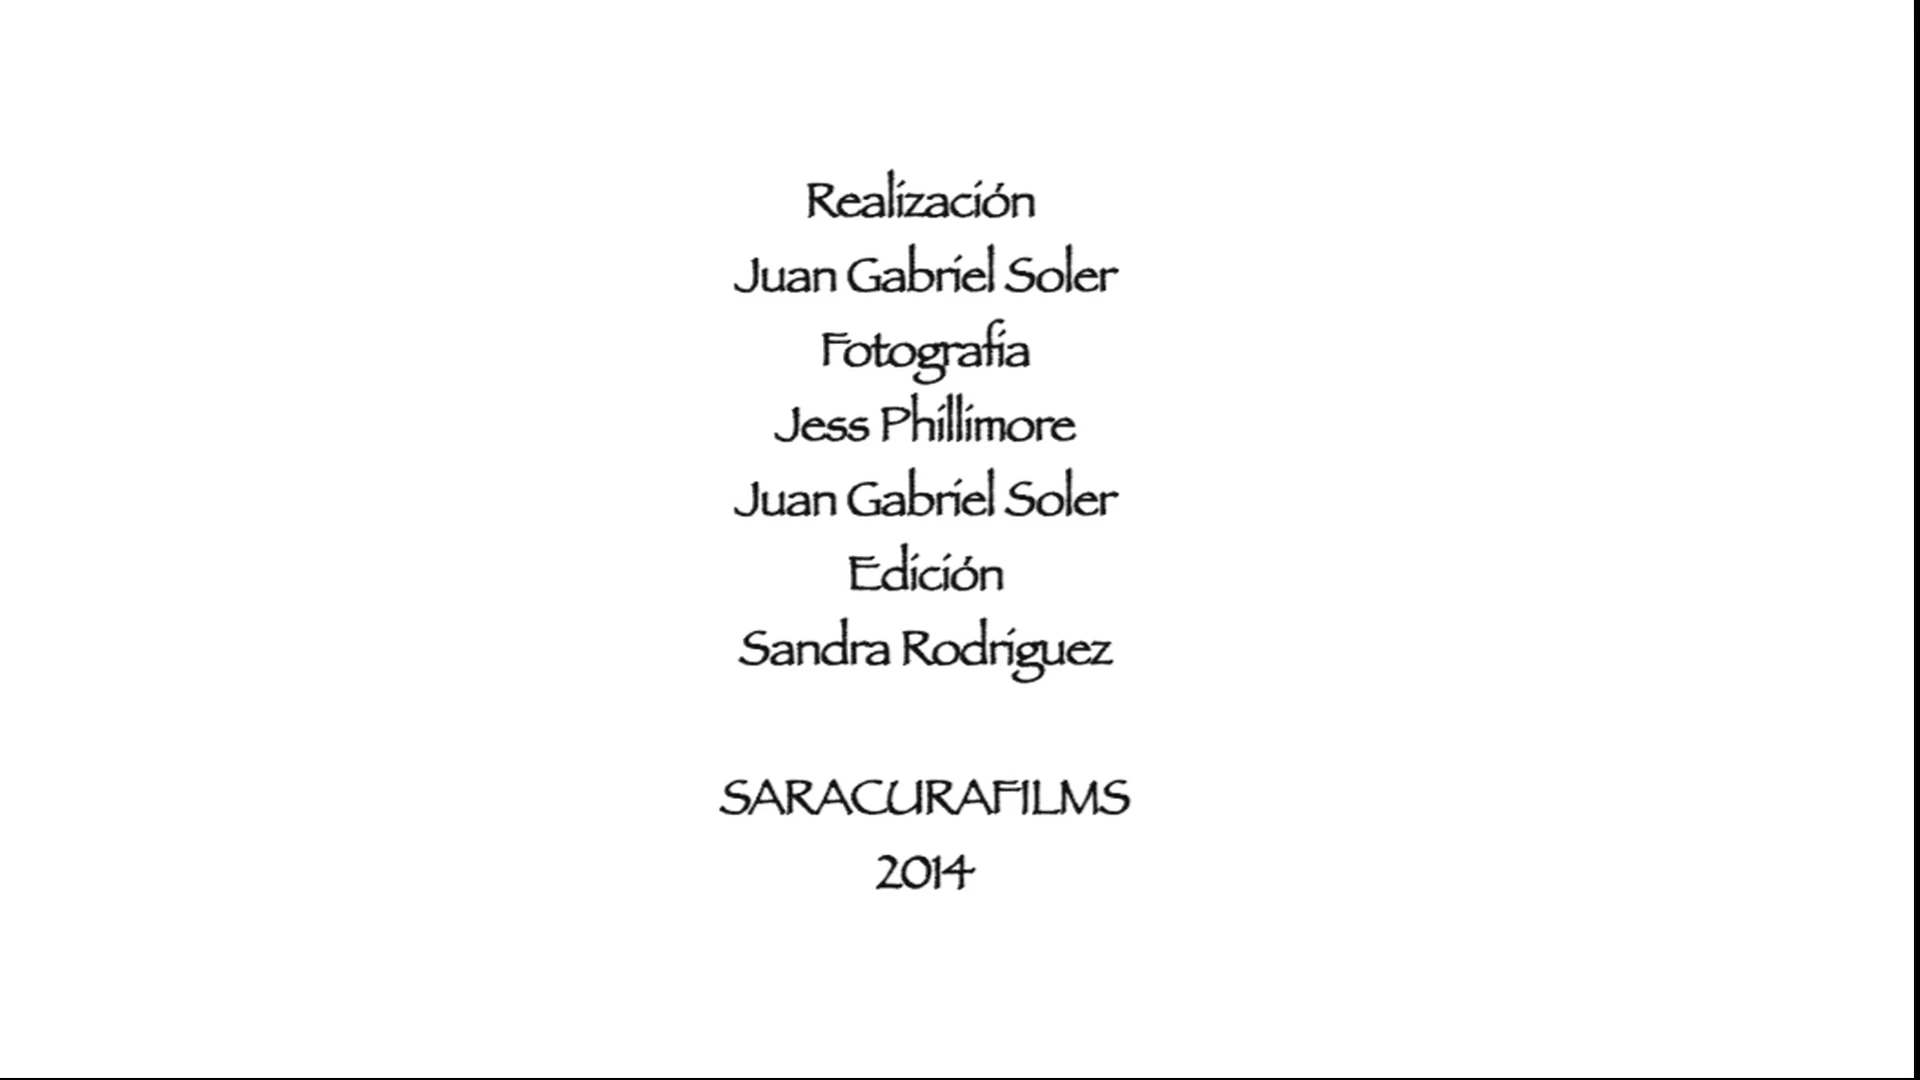 Realización
Juan Gabriel Soler
Fotografia
Jess Phillimore
Juan Gabriel Soler
Edición
Sandra Rodriguez
SARACURAFILMS
2014